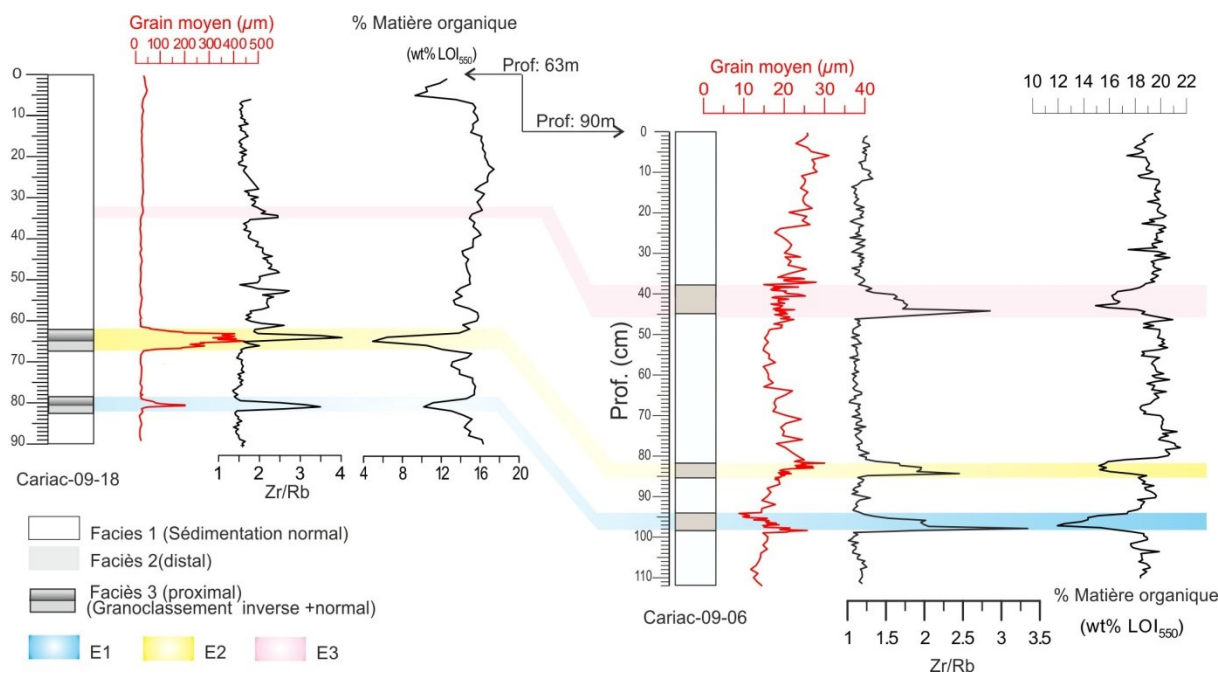 Grain moyen (µm)
0 100 200 300 400 500
% Matière organique
(wt% LOI550)
Prof: 63m
Prof: 90m
0
10
20
30
40
50
60
70
80
90
Cariac-09-18
1 2 3 4
Zr/Rb
4 8 12 16 20
Grain moyen (µm)
0 10 20 30 40
10 12 14 16 18 20 22
Prof. (cm)
0
10
20
30
40
50
60
70
80
90
100
110
Cariac-09-06
1 1.5 2 2.5 3 3.5
Zr/Rb
% Matière organique
(wt% LOI550)
Facies 1 (Sédimentation normal)
Faciès 2(distal)
Faciès 3 (proximal)
(Granoclassement inverse +normal)
E1 E2 E3